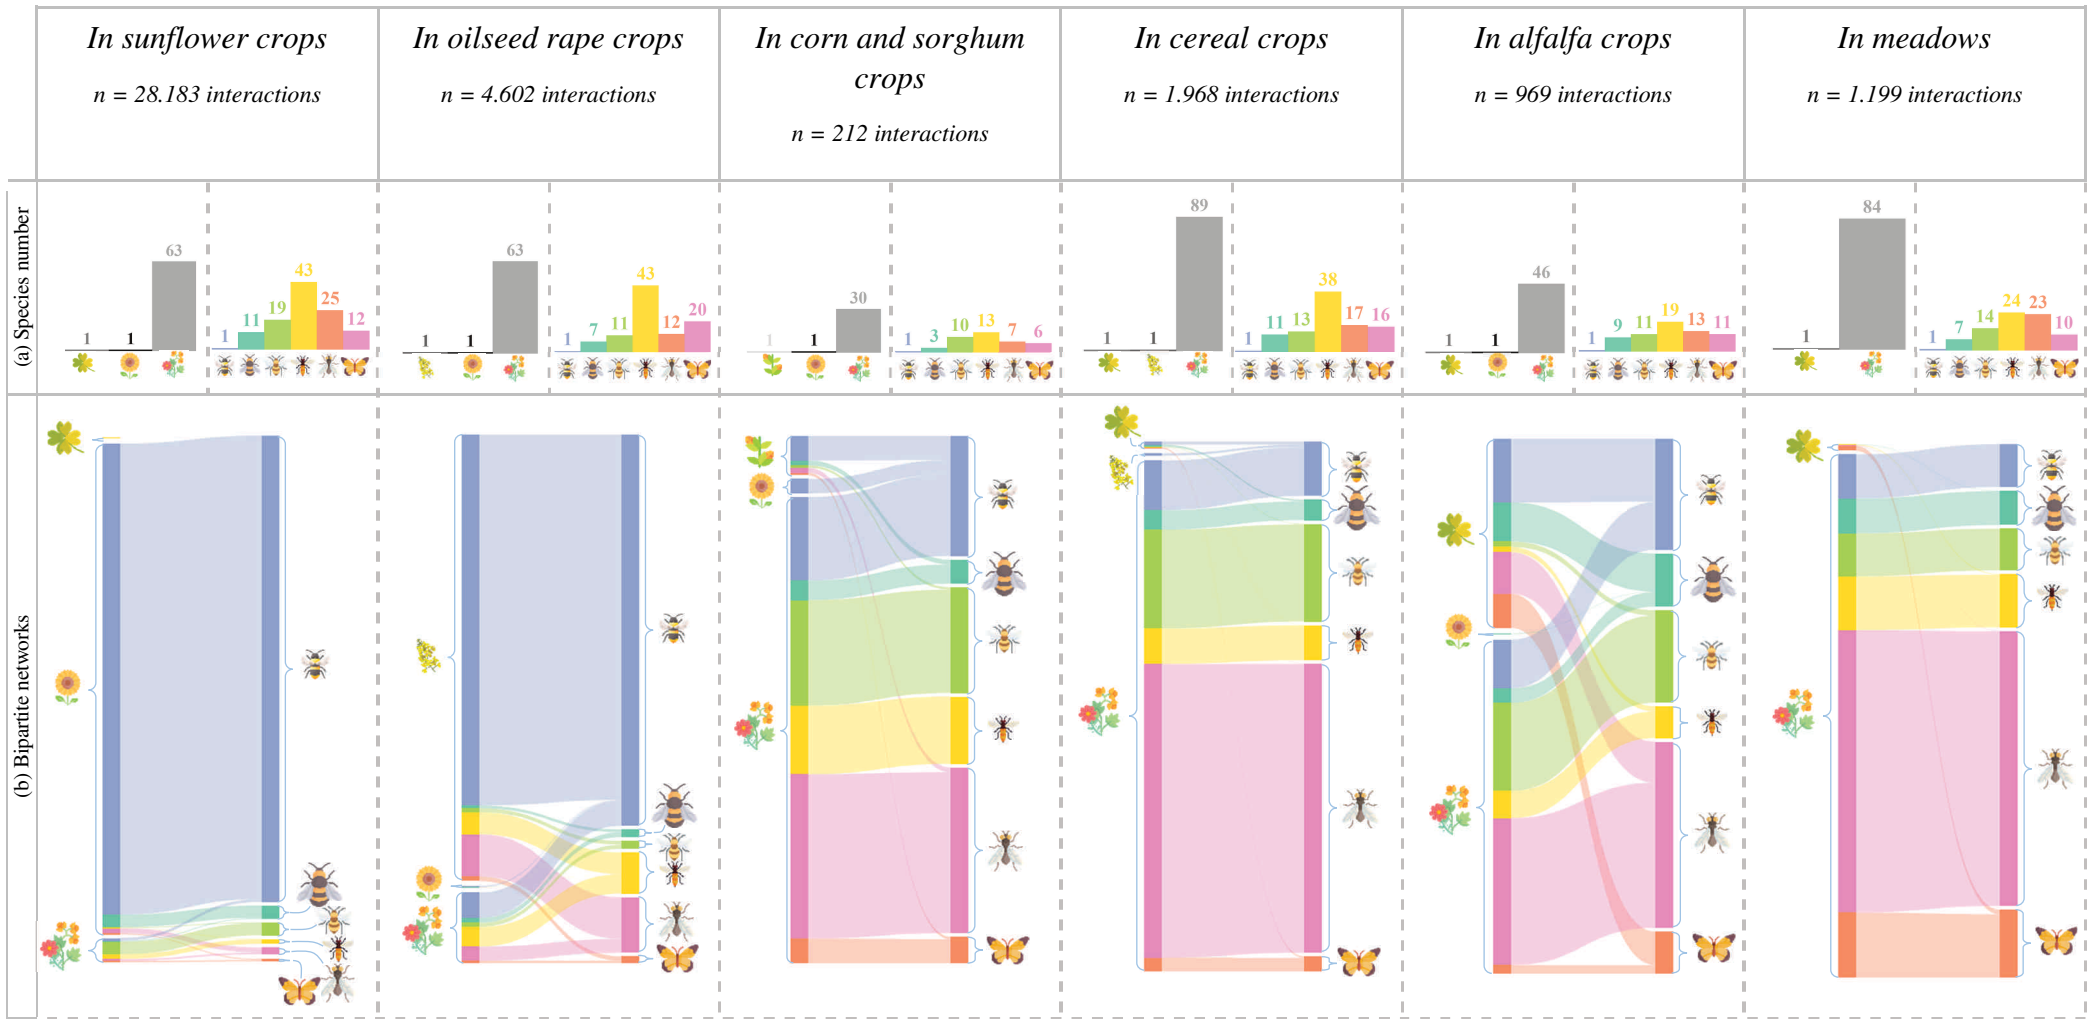 In sunflower crops
n = 28.183 interactions
In oilseed rape crops
n = 4.602 interactions
In corn and sorghum
crops
n = 212 interactions
In cereal crops
n = 1.968 interactions
In alfalfa crops
n = 969 interactions
In meadows
n = 1.199 interactions
(a) Species number
1 1 63
1 11 19 43 25 12
1 1 63
1 7 11 43 12 20
1 1 30
1 3 10 13 7 6
1 1 89
1 11 13 38 17 16
1 1 46
1 9 11 19 13 11
1 84
1 7 14 24 23 10
(b) Bipartite networks